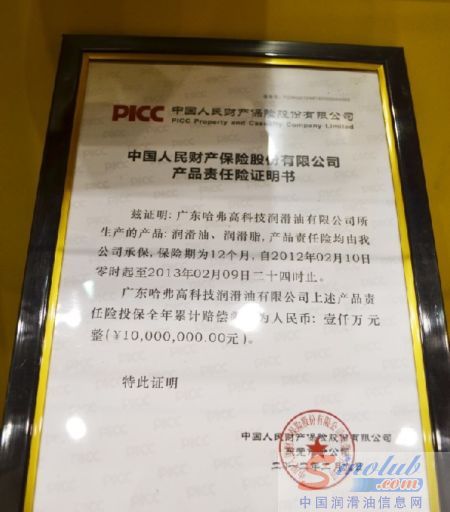 PICC 中国人民财产保险股份有限公司
PICC Property and Casualty Company Limited
中国人民财产保险股份有限公司
产品责任险证明书
兹证明：广东哈弗高科技润滑油有限公司所
生产的产品：润滑油、润滑脂，产品责任险均由我
公司承保，保险期为12个月，自2012年02月10日
零时起至2013年02月09日二十四时止。
广东哈弗高科技润滑油有限公司上述产品责
任险投保全年累计赔偿为人民币：壹仟万元
整(￥10,000,000.00元)。
特此证明
中国人民财产保险股份有限公司
Sinolub.com
中国润滑油信息网